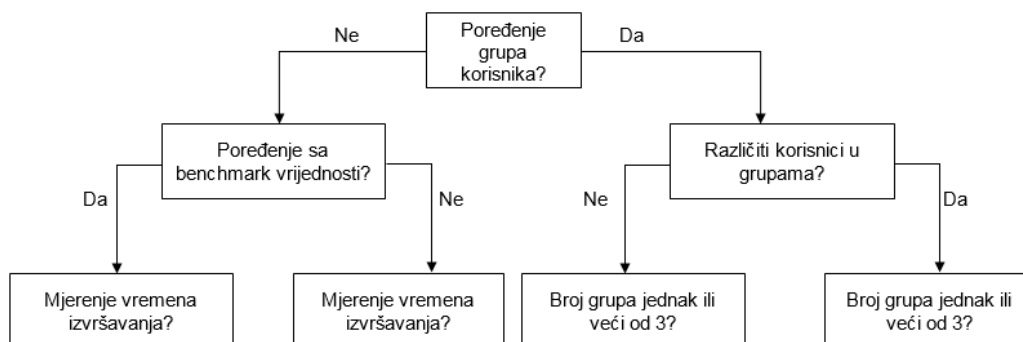 Poređenje
grupa
korisnika?
Ne
Da
Poređenje sa
benchmark vrijednosti?
Različiti korisnici u
grupama?
Da
Ne
Ne
Da
Mjerenje vremena
izvršavanja?
Mjerenje vremena
izvršavanja?
Broj grupa jednak ili
veći od 3?
Broj grupa jednak ili
veći od 3?